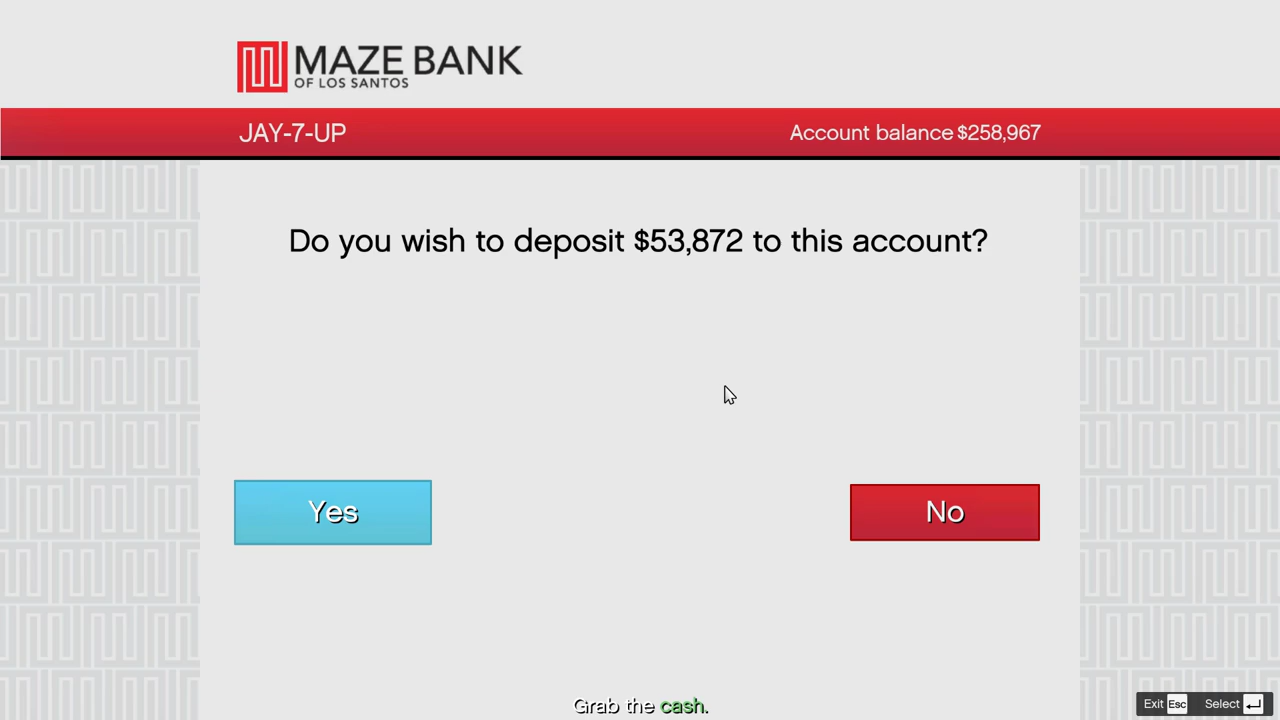 MAZE BANK
OF LOS SANTOS
JAY-7-UP
Account balance $258,967
Do you wish to deposit $53,872 to this account?
Yes
No
Grab the cash.
Exit Esc Select